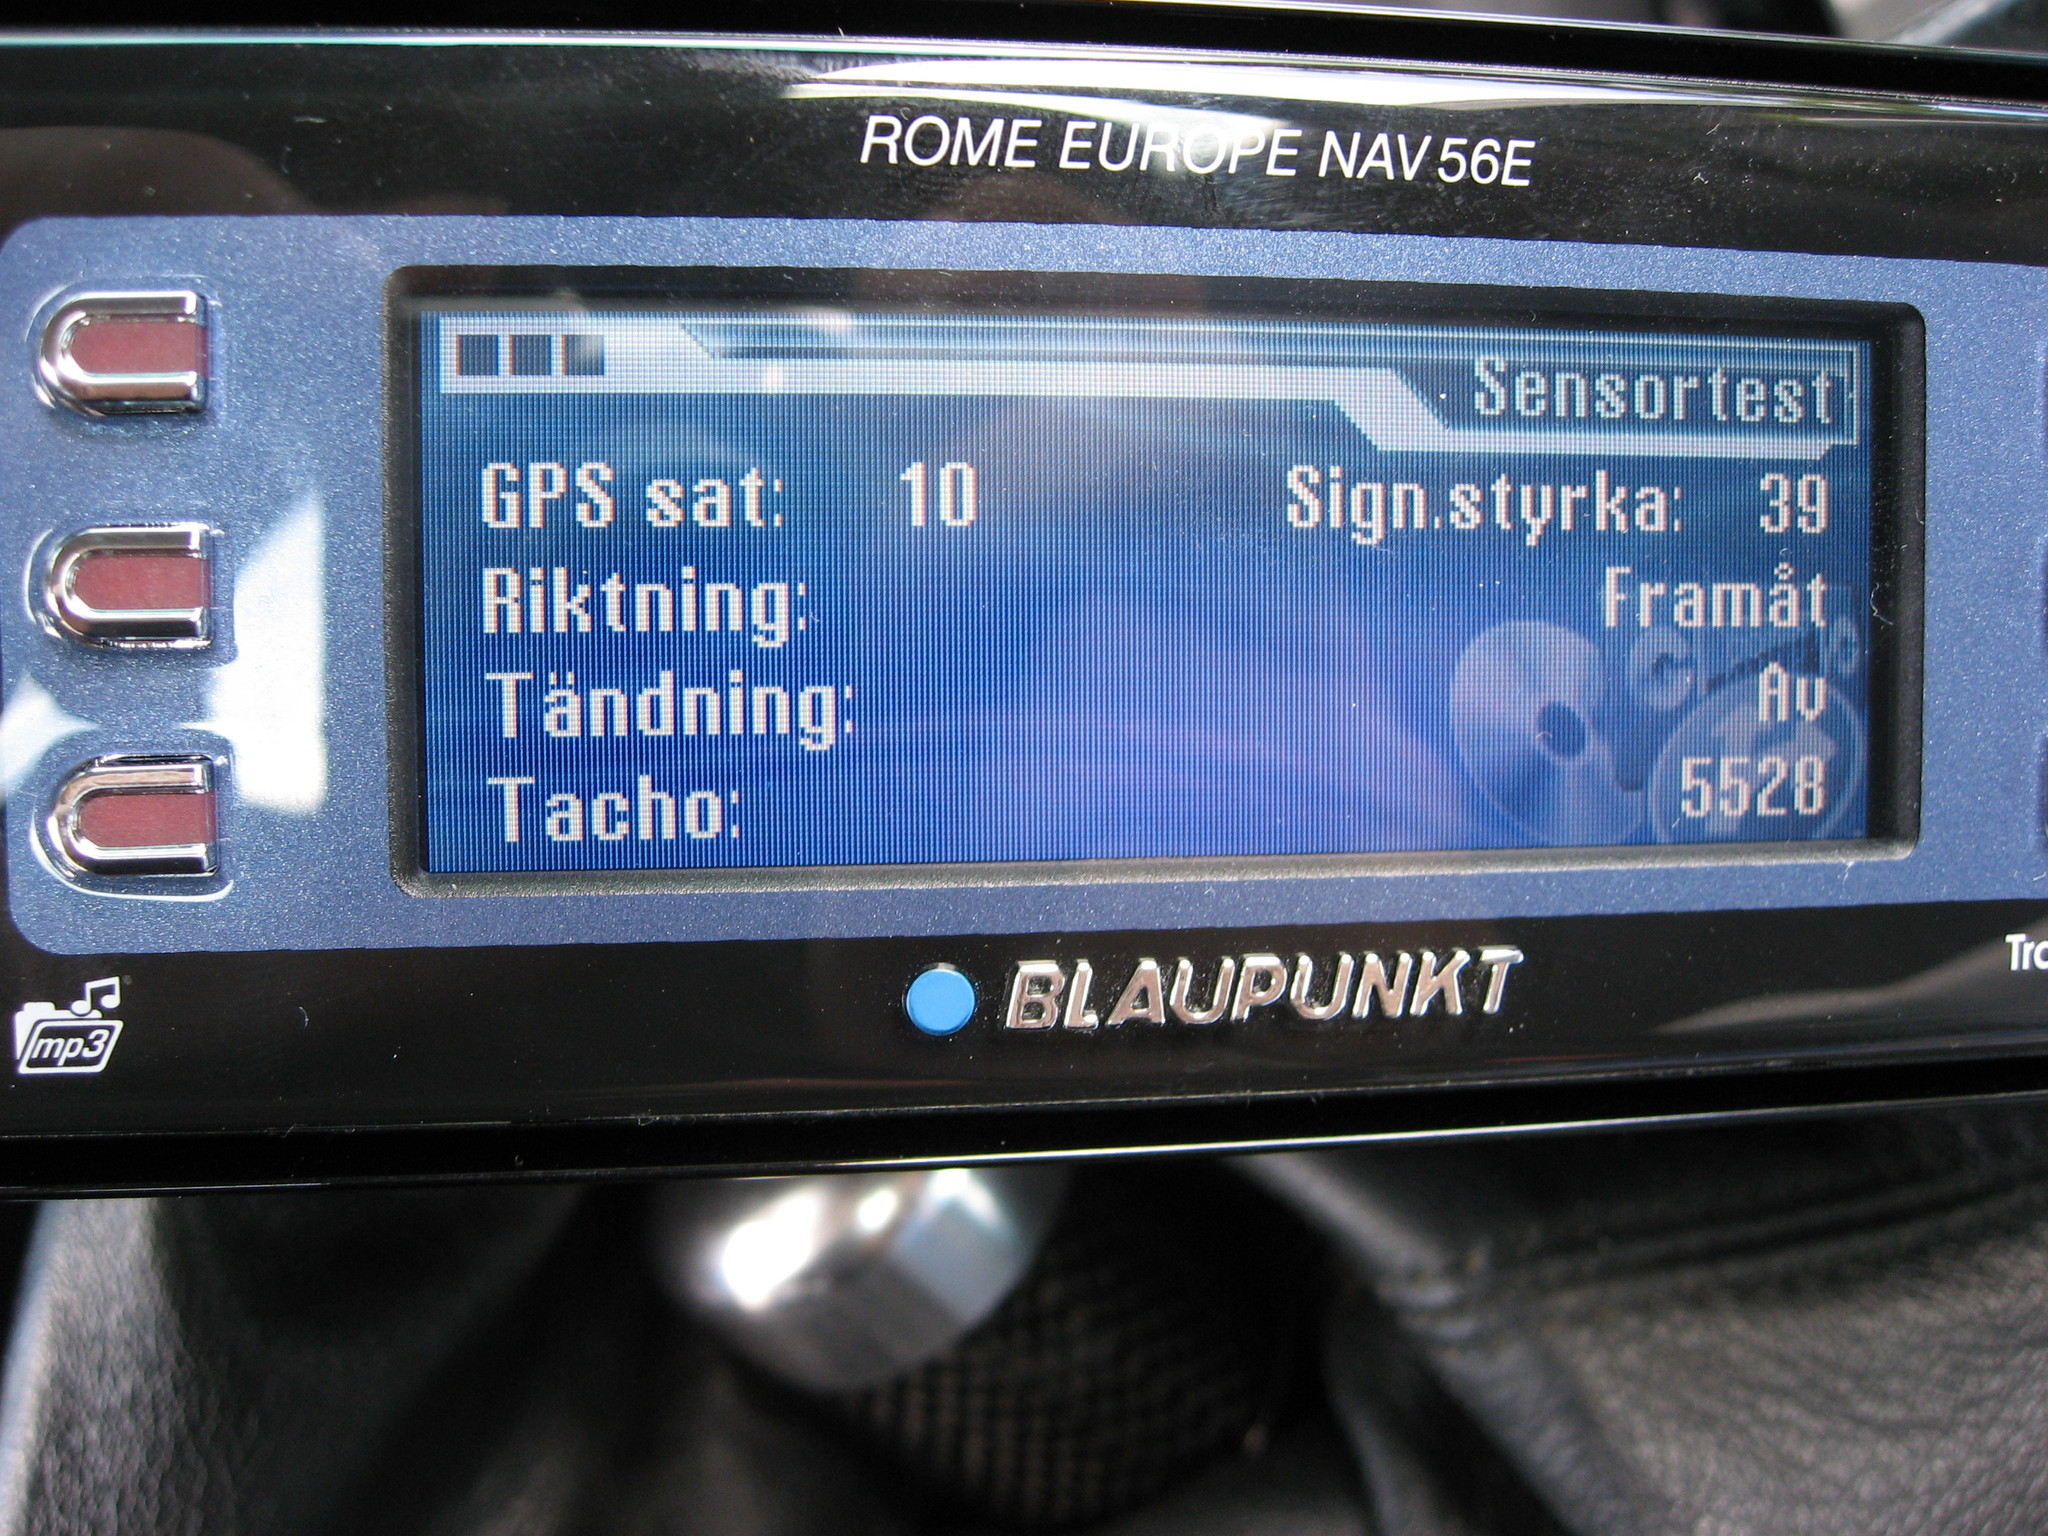 ROME EUROPE NAV 56E
Sensortest
GPS sat: 10 Sign.styrka: 39
Riktning: Framåt
Tändning: Av
Tacho: 5528
BLAUPUNKT
mp3